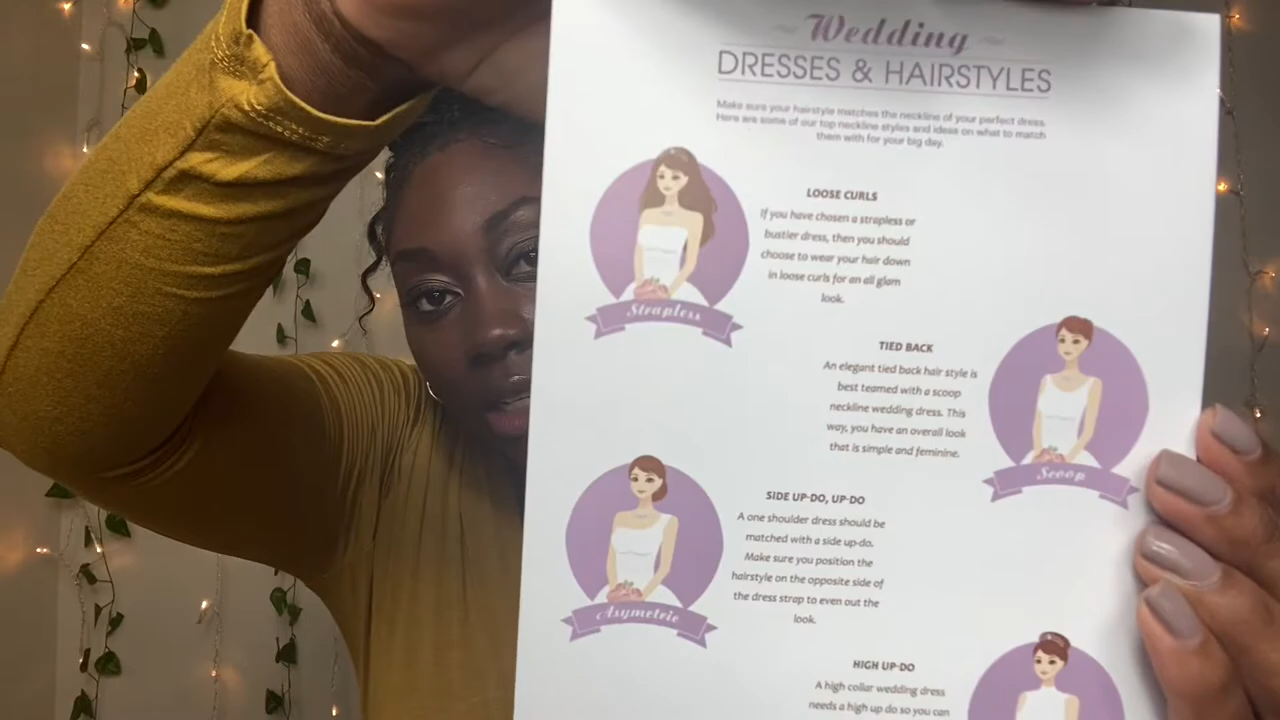 Wedding
DRESSES & HAIRSTYLES
Make sure your hairstyle matches the neckline of your perfect dress.
Here are some of our top neckline styles and ideas on what to match
them with for your big day.
LOOSE CURLS
If you have chosen a strapless or
bustier dress, then you should
choose to wear your hair down
in loose curls for an all glam
look.
Strapless
TIED BACK
An elegant tied back hair style is
best teamed with a scoop
neckline wedding dress. This
way, you have an overall look
that is simple and feminine.
Scoop
SIDE UP-DO, UP-DO
A one shoulder dress should be
matched with a side up-do.
Make sure you position the
hairstyle on the opposite side of
the dress strap to even out the
look.
Asymetric
HIGH UP-DO
A high collar wedding dress
needs a high up do so you can